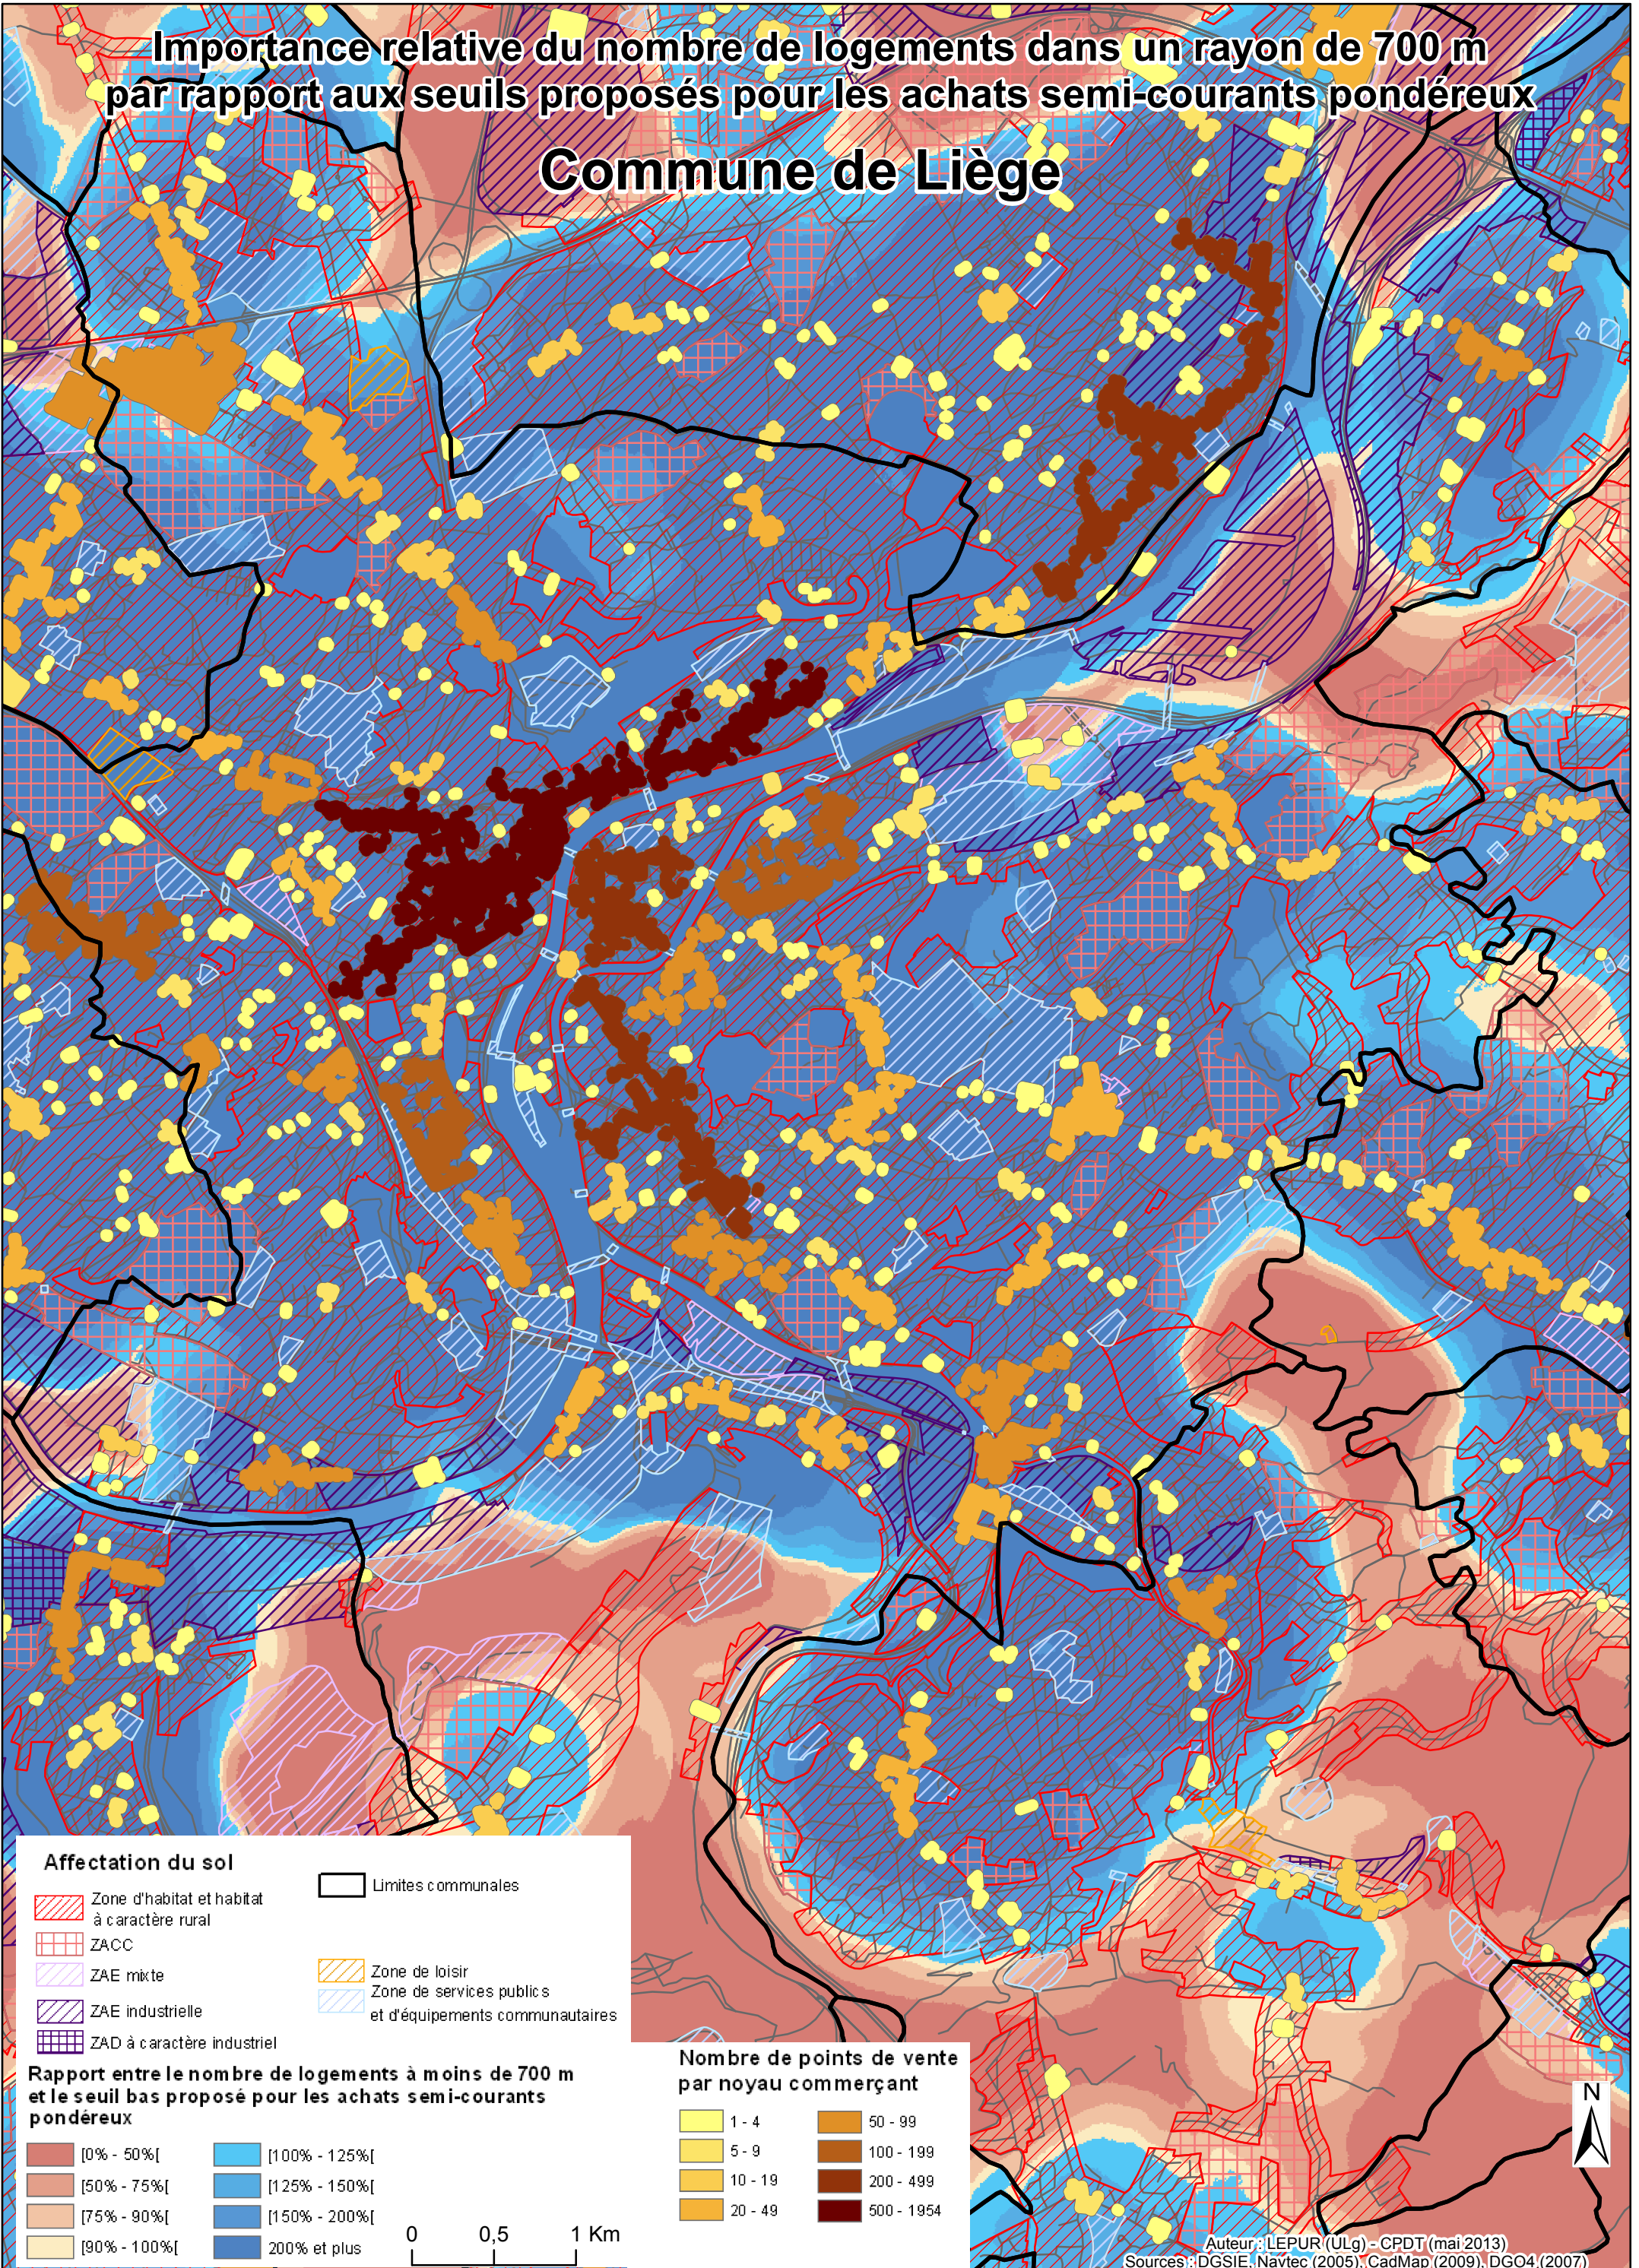 Importance relative du nombre de logements dans un rayon de 700 m
par rapport aux seuils proposés pour les achats semi-courants pondéreux
Commune de Liège
Affectation du sol
Zone d'habitat et habitat
à caractère rural
ZACC
ZAE mixte
ZAE industrielle
ZAD à caractère industriel
Limites communales
Zone de loisir
Zone de services publics
et d'équipements communautaires
Rapport entre le nombre de logements à moins de 700 m
et le seuil bas proposé pour les achats semi-courants
pondéreux
[0% - 50%[
[50% - 75%[
[75% - 90%[
[90% - 100%[
[100% - 125%[
[125% - 150%[
[150% - 200%[
200% et plus
0 0,5 1 Km
Nombre de points de vente
par noyau commerçant
1 - 4
5 - 9
10 - 19
20 - 49
50 - 99
100 - 199
200 - 499
500 - 1954
N
Auteur : LEPUR (ULg) - CPDT (mai 2013)
Sources : DGSIE, Navtec (2005), CadMap (2009), DGO4 (2007)